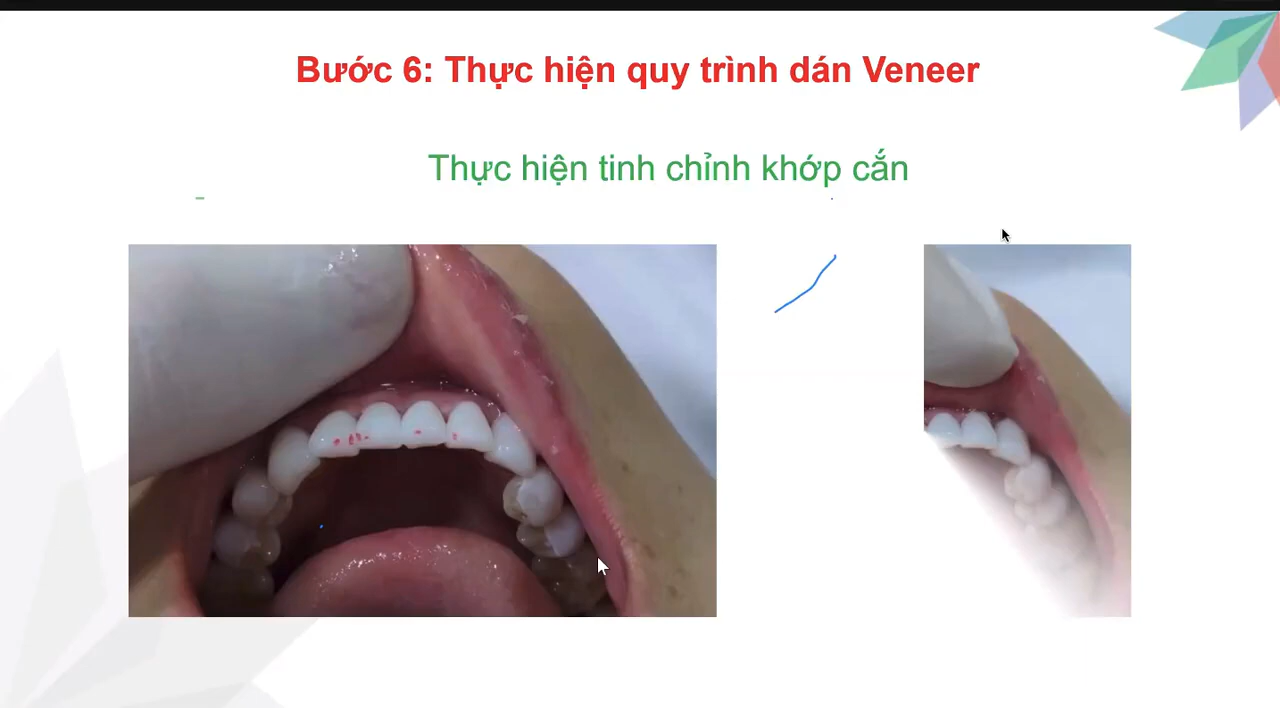 Bước 6: Thực hiện quy trình dán Veneer
Thực hiện tinh chỉnh khớp cắn